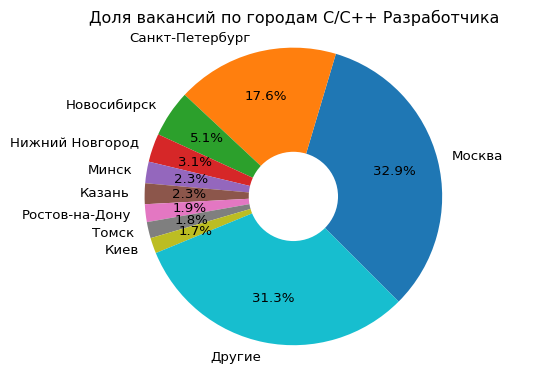 Доля вакансий по городам C/C++ Разработчика
Санкт-Петербург
17.6%
Москва
32.9%
Новосибирск
5.1%
Нижний Новгород
3.1%
Минск
2.3%
Казань
2.3%
Ростов-на-Дону
1.9%
Томск
1.8%
Киев
1.7%
Другие
31.3%